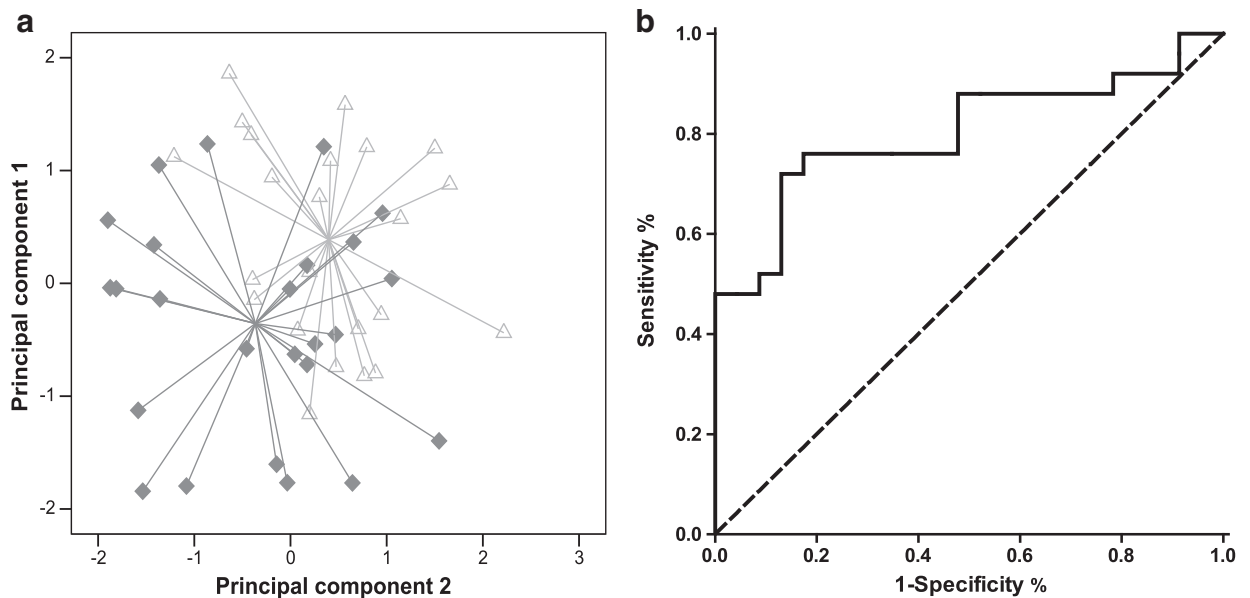 a
2
1
0
-1
-2
Principal component 1
-2 -1 0 1 2 3
Principal component 2
b
1.0
0.8
0.6
0.4
0.2
0.0
Sensitivity %
0.0 0.2 0.4 0.6 0.8 1.0
1-Specificity %